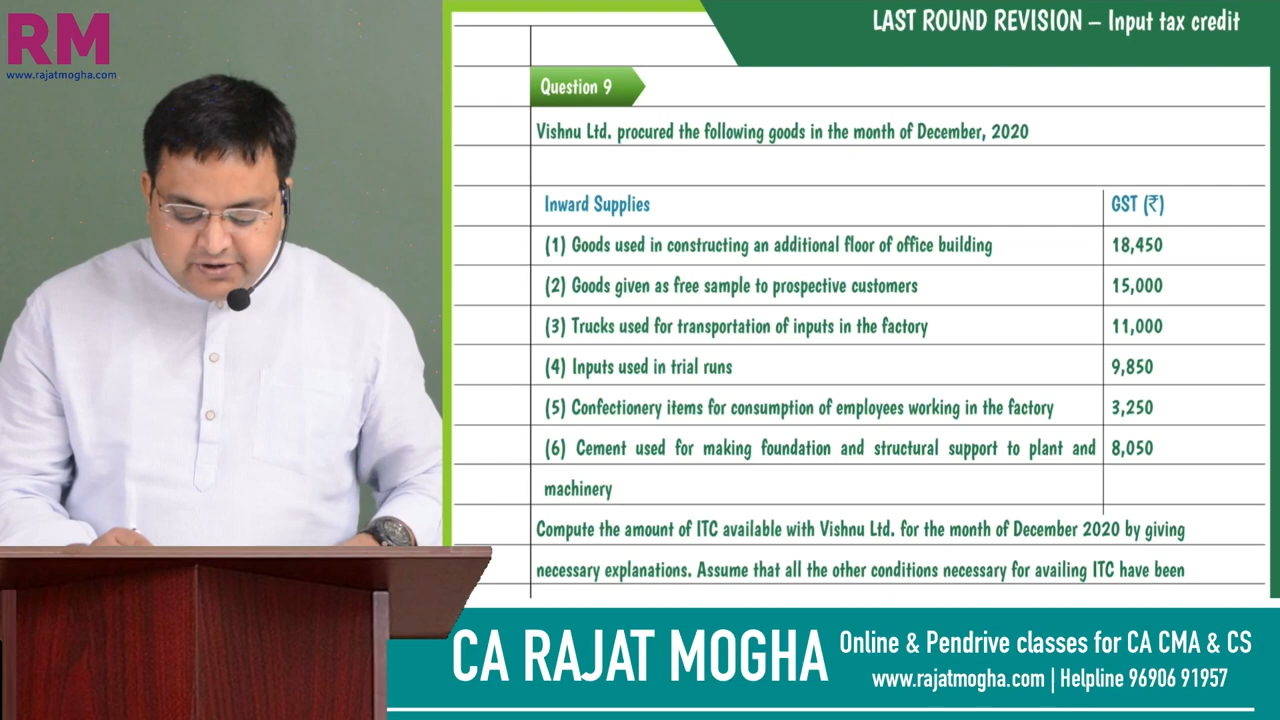 RM
www.rajatmogha.com
LAST ROUND REVISION – Input tax credit
Question 9
Vishnu Ltd. procured the following goods in the month of December, 2020
Inward Supplies GST (₹)
(1) Goods used in constructing an additional floor of office building 18,450
(2) Goods given as free sample to prospective customers 15,000
(3) Trucks used for transportation of inputs in the factory 11,000
(4) Inputs used in trial runs 9,850
(5) Confectionery items for consumption of employees working in the factory 3,250
(6) Cement used for making foundation and structural support to plant and 8,050
machinery
Compute the amount of ITC available with Vishnu Ltd. for the month of December 2020 by giving
necessary explanations. Assume that all the other conditions necessary for availing ITC have been
CA RAJAT MOGHA
Online & Pendrive classes for CA CMA & CS
www.rajatmogha.com | Helpline 96906 91957